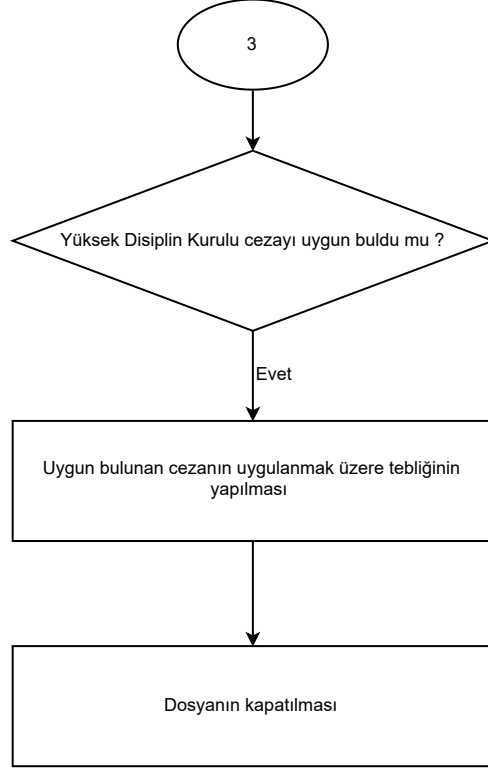 3
Yüksek Disiplin Kurulu cezayı uygun buldu mu ?
Evet
Uygun bulunan cezanın uygulanmak üzere tebliğinin
yapılması
Dosyanın kapatılması